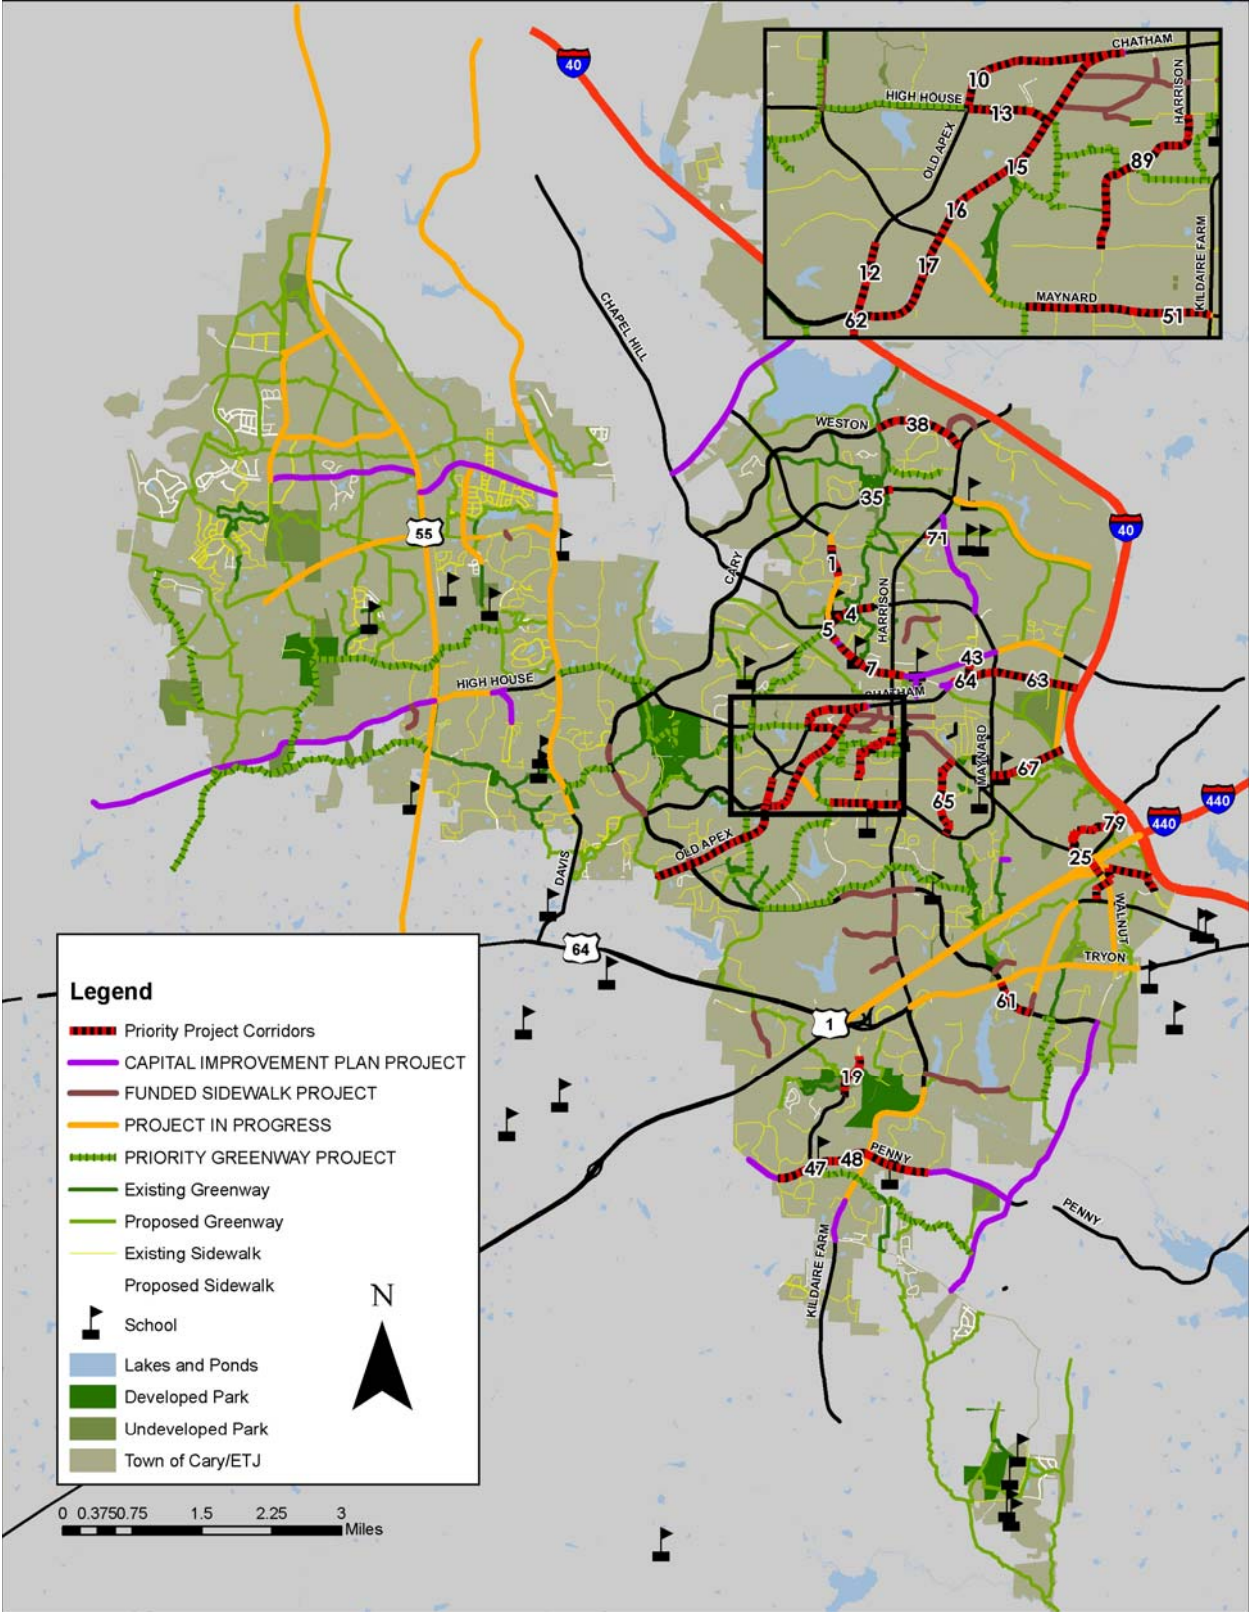 40
CHATHAM
HARRISON
10
HIGH HOUSE
13
OLD APEX
15
89
16
12
17
KILDAIRE FARM
MAYNARD
62
51
CHAPEL HILL
WESTON
38
35
40
71
55
CARY
1
HARRISON
4
5
7
43
64
63
HIGH HOUSE
CHATHAM
MAYNARD
67
65
440
440
79
OLD APEX
25
DAVIS
WALNUT
64
TRYON
61
1
19
PENNY
47
48
PENNY
KILDAIRE FARM
Legend
Priority Project Corridors
CAPITAL IMPROVEMENT PLAN PROJECT
FUNDED SIDEWALK PROJECT
PROJECT IN PROGRESS
PRIORITY GREENWAY PROJECT
Existing Greenway
Proposed Greenway
Existing Sidewalk
Proposed Sidewalk
School
Lakes and Ponds
Developed Park
Undeveloped Park
Town of Cary/ETJ
N
0 0.3750.75 1.5 2.25 3
Miles